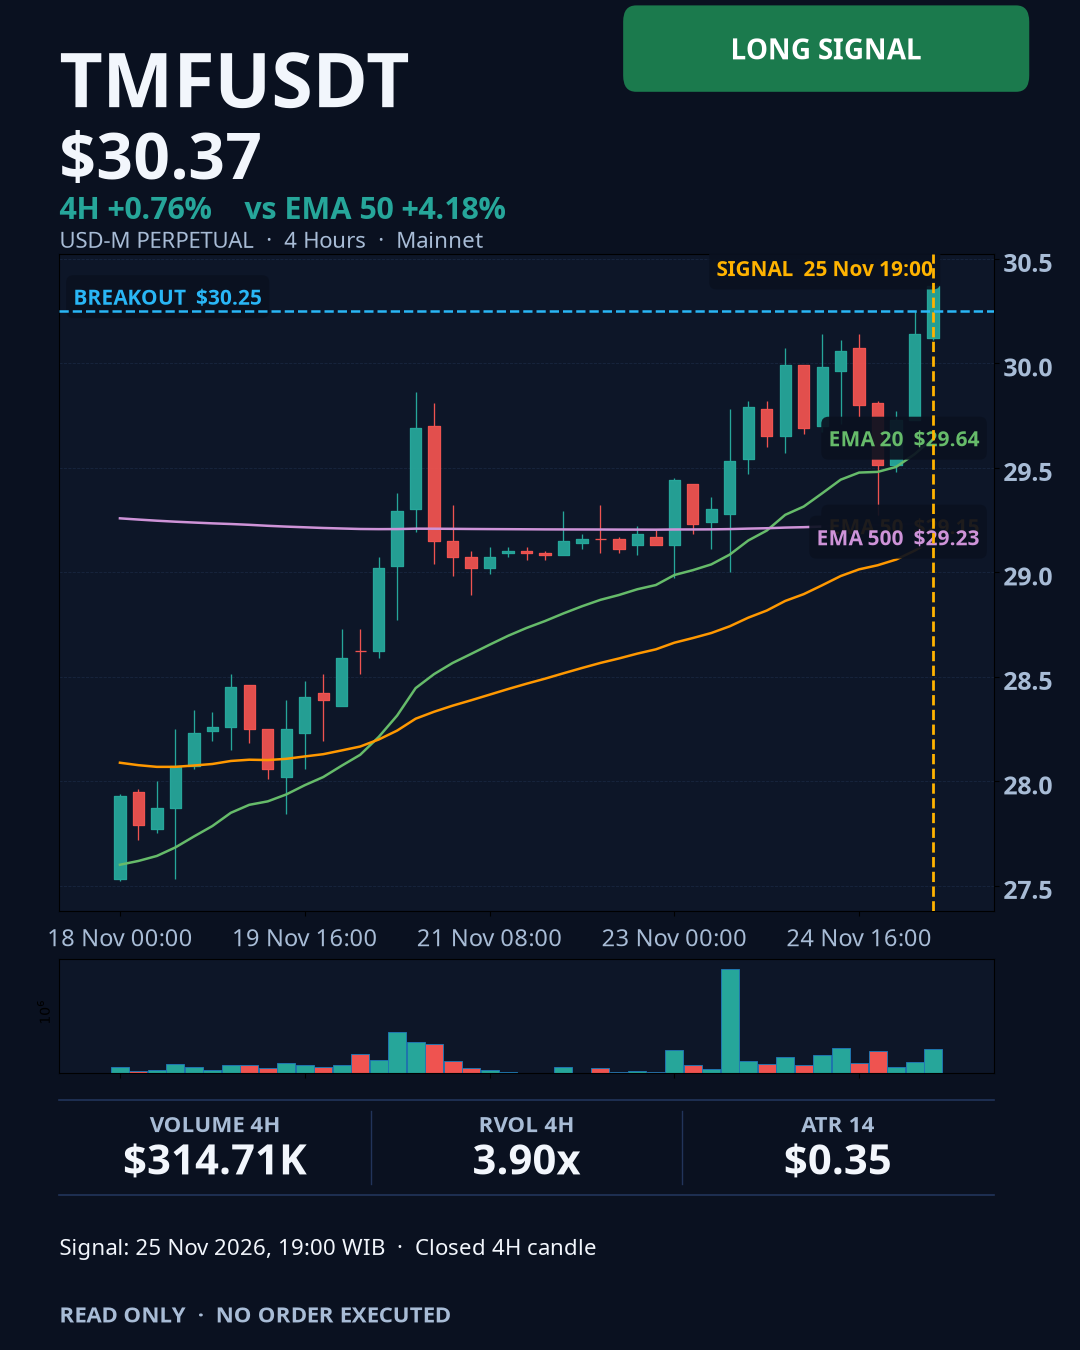 LONG SIGNAL
TMFUSDT
$30.37
4H +0.76% vs EMA 50 +4.18%
USD-M PERPETUAL · 4 Hours · Mainnet
SIGNAL 25 Nov 19:00
BREAKOUT $30.25
30.5
30.0
EMA 20 $29.64
29.5
EMA 50 $29.15
EMA 500 $29.23
29.0
28.5
28.0
27.5
18 Nov 00:00 19 Nov 16:00 21 Nov 08:00 23 Nov 00:00 24 Nov 16:00
10⁶
VOLUME 4H RVOL 4H ATR 14
$314.71K 3.90x $0.35
Signal: 25 Nov 2026, 19:00 WIB · Closed 4H candle
READ ONLY · NO ORDER EXECUTED